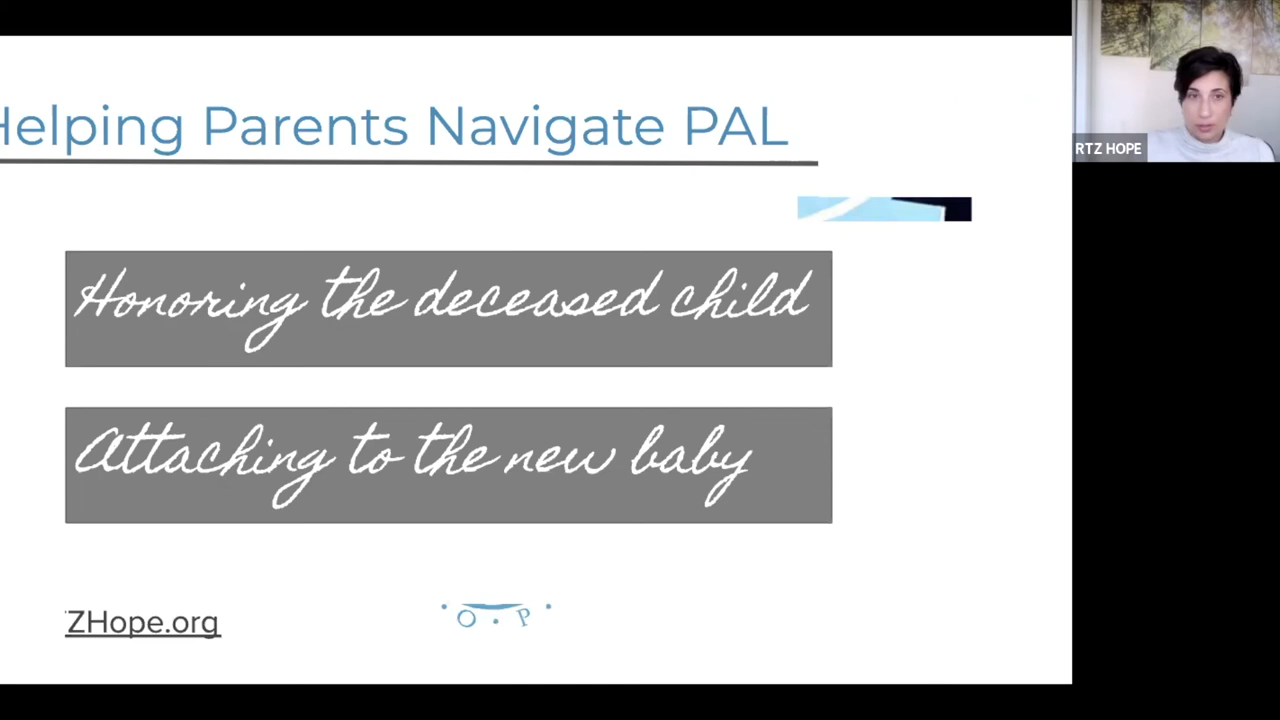 Helping Parents Navigate PAL
RTZ HOPE
Honoring the deceased child
Attaching to the new baby
ZHope.org
O P